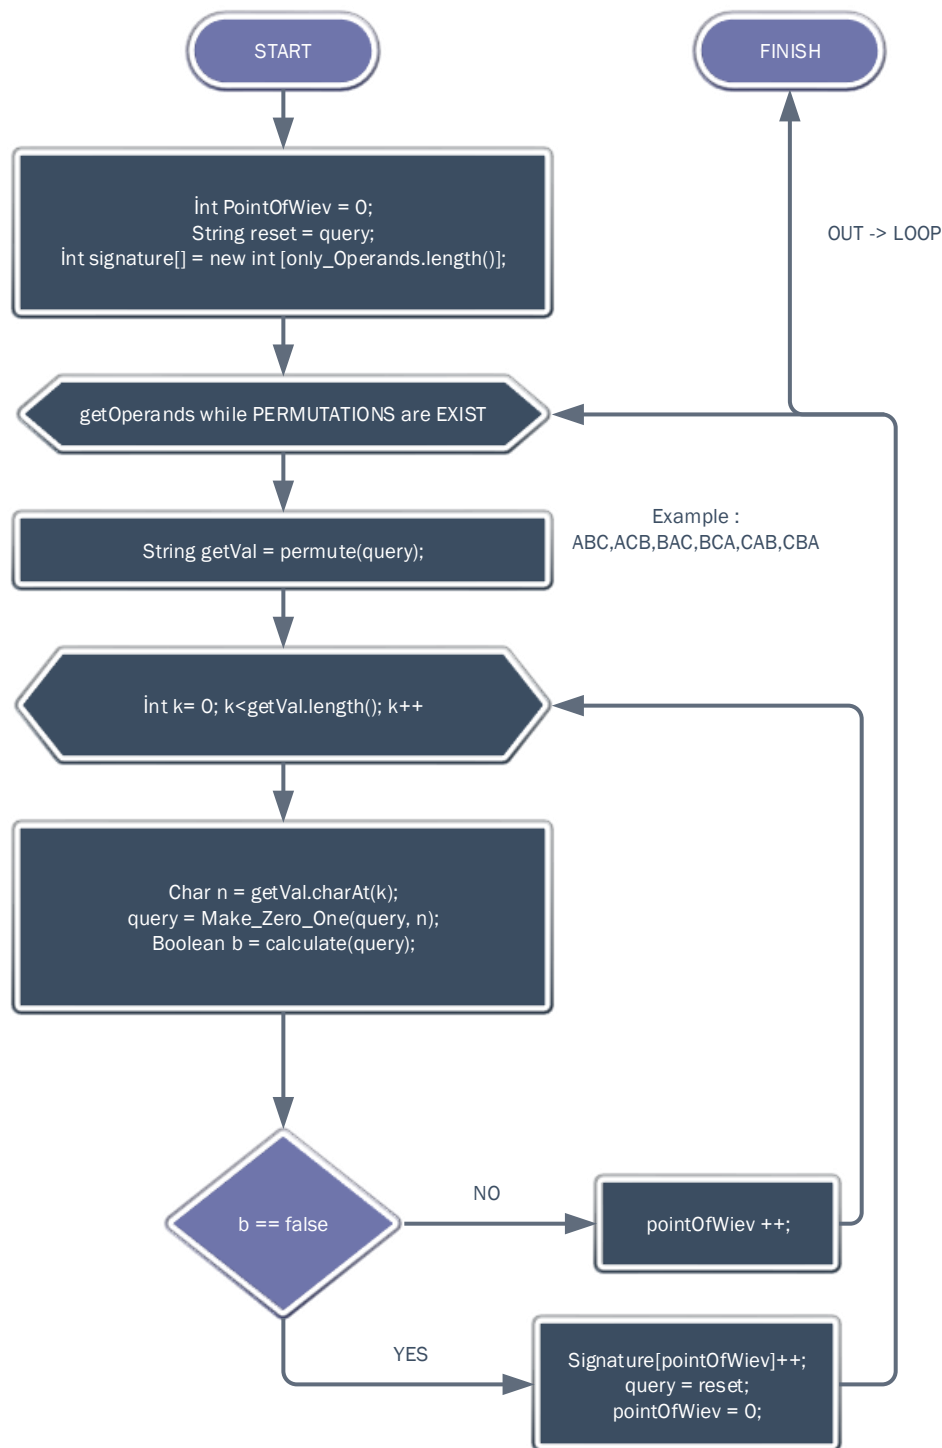 START
FINISH
İnt PointOfWiev = 0;
String reset = query;
İnt signature[] = new int [only_Operands.length()];
OUT -> LOOP
getOperands while PERMUTATIONS are EXIST
Example :
ABC,ACB,BAC,BCA,CAB,CBA
String getVal = permute(query);
İnt k= 0; k<getVal.length(); k++
Char n = getVal.charAt(k);
query = Make_Zero_One(query, n);
Boolean b = calculate(query);
b == false
NO
pointOfWiev ++;
YES
Signature[pointOfWiev]++;
query = reset;
pointOfWiev = 0;